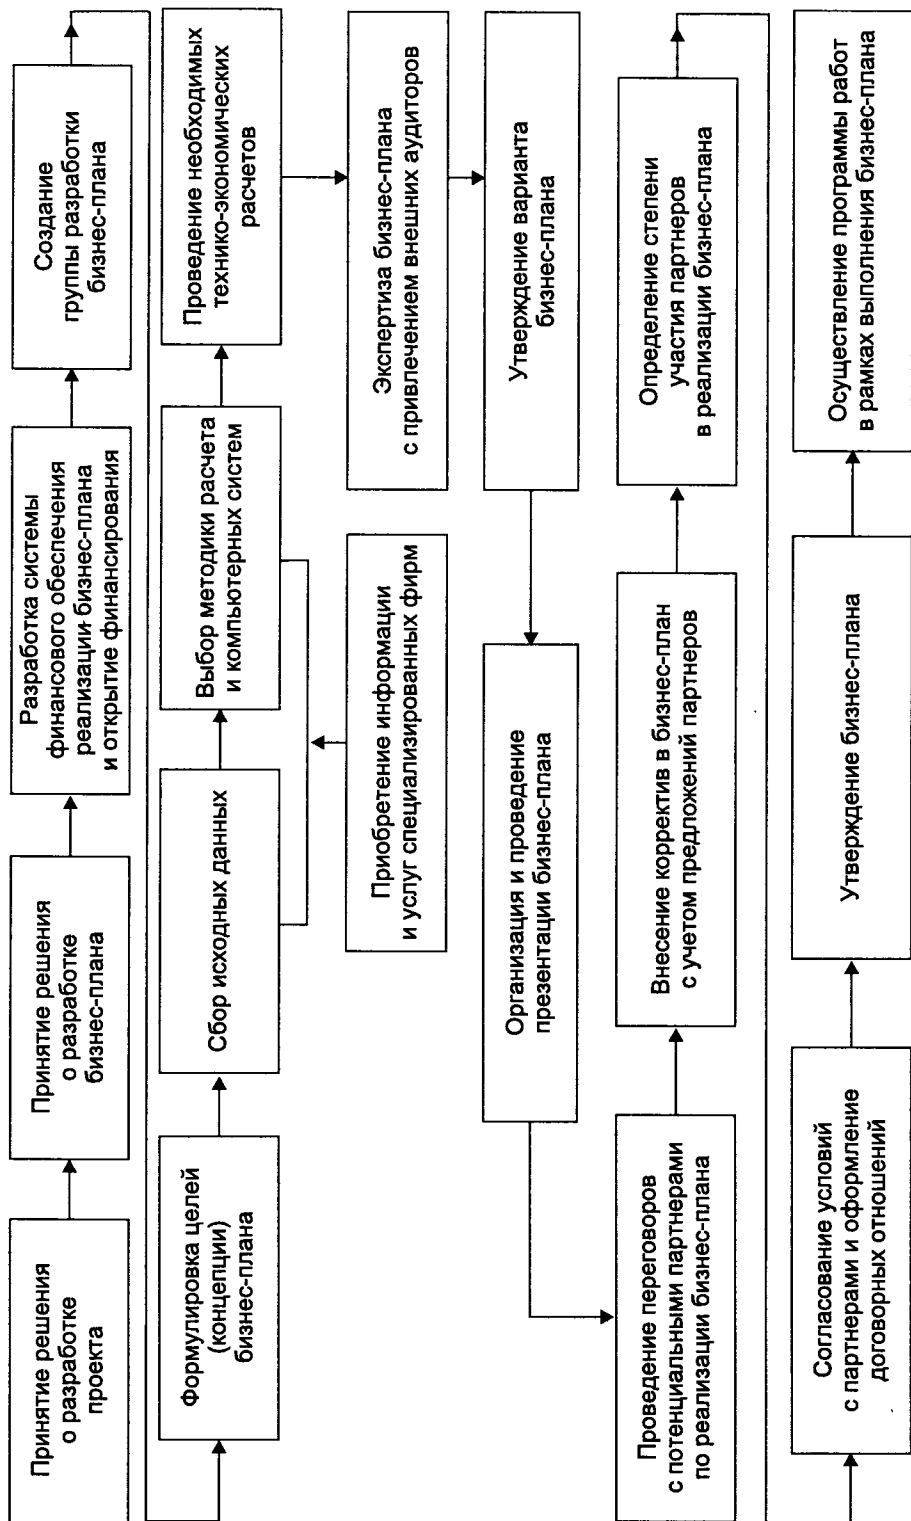 Принятие решения
о разработке
проекта
Принятие решения
о разработке
бизнес-плана
Разработка системы
финансового обеспечения
реализации бизнес-плана
и открытие финансирования
Создание
группы разработки
бизнес-плана
Формулировка целей
(концепции)
бизнес-плана
Сбор исходных данных
Выбор методики расчета
и компьютерных систем
Проведение необходимых
технико-экономических
расчетов
Приобретение информации
и услуг специализированных фирм
Экспертиза бизнес-плана
с привлечением внешних аудиторов
Утверждение варианта
бизнес-плана
Организация и проведение
презентации бизнес-плана
Проведение переговоров
с потенциальными партнерами
по реализации бизнес-плана
Внесение корректив в бизнес-план
с учетом предложений партнеров
Определение степени
участия партнеров
в реализации бизнес-плана
Согласование условий
с партнерами и оформление
договорных отношений
Утверждение бизнес-плана
Осуществление программы работ
в рамках выполнения бизнес-плана